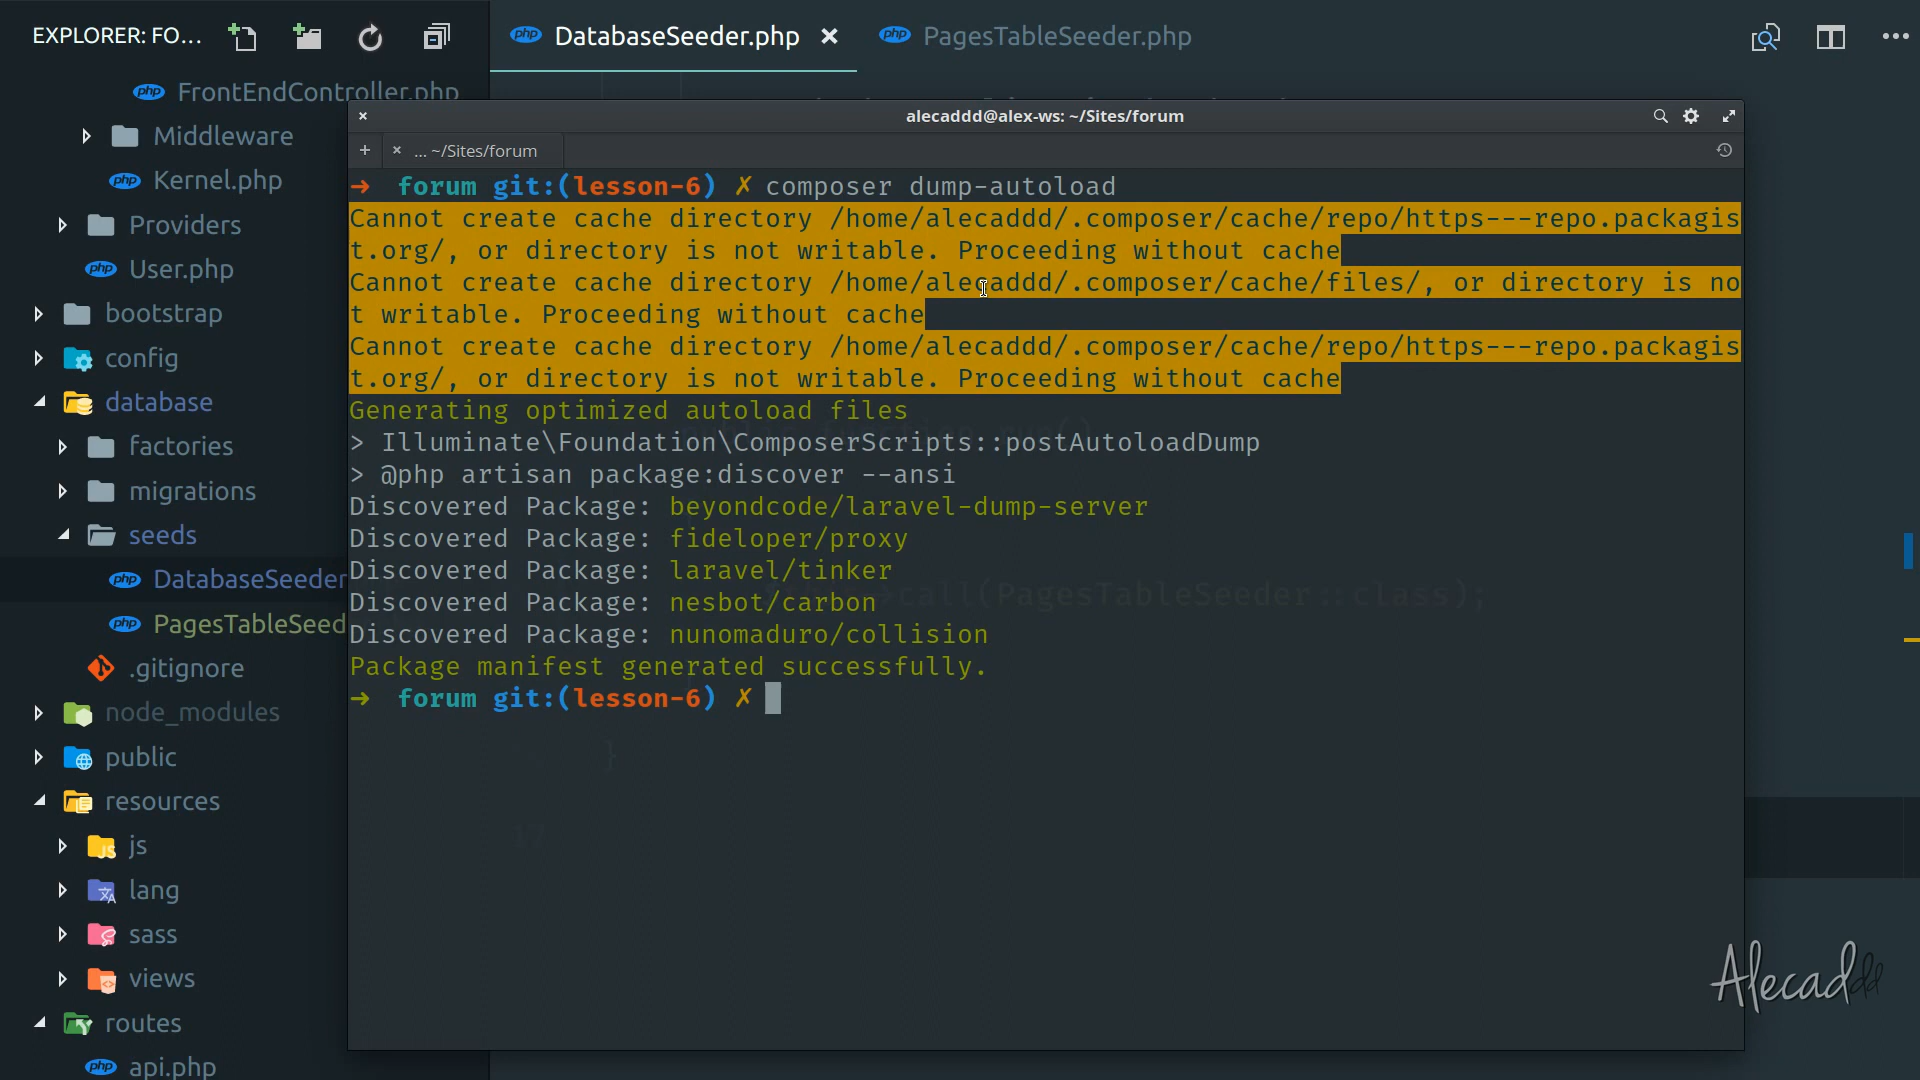 EXPLORER: FO...
DatabaseSeeder.php
PagesTableSeeder.php
FrontEndController.php
Middleware
Kernel.php
Providers
User.php
bootstrap
config
database
factories
migrations
seeds
DatabaseSeeder
PagesTableSeed
.gitignore
node_modules
public
resources
js
lang
sass
views
routes
api.php
alecaddd@alex-ws: ~/Sites/forum
... ~/Sites/forum
➜ forum git:(lesson-6) ✗ composer dump-autoload
Cannot create cache directory /home/alecaddd/.composer/cache/repo/https---repo.packagis
t.org/, or directory is not writable. Proceeding without cache
Cannot create cache directory /home/alecaddd/.composer/cache/files/, or directory is no
t writable. Proceeding without cache
Cannot create cache directory /home/alecaddd/.composer/cache/repo/https---repo.packagis
t.org/, or directory is not writable. Proceeding without cache
Generating optimized autoload files
> Illuminate\Foundation\ComposerScripts::postAutoloadDump
> @php artisan package:discover --ansi
Discovered Package: beyondcode/laravel-dump-server
Discovered Package: fideloper/proxy
Discovered Package: laravel/tinker
Discovered Package: nesbot/carbon
Discovered Package: nunomaduro/collision
Package manifest generated successfully.
➜ forum git:(lesson-6) ✗
call(PagesTableSeeder::class);
}
17
Alecaddd